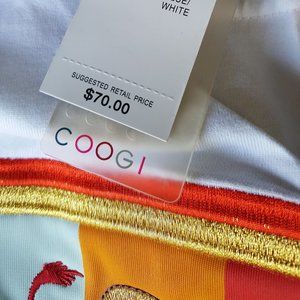 WHITE
SUGGESTED RETAIL PRICE
$70.00
COOGI